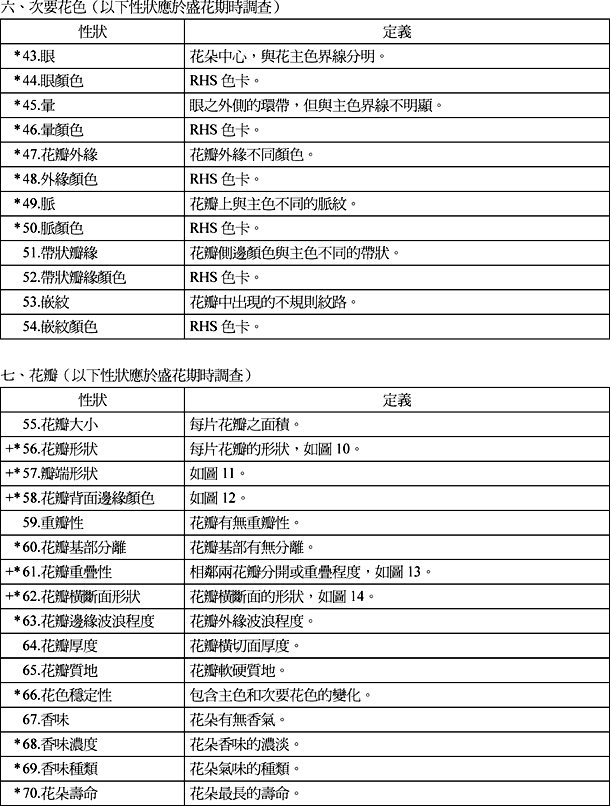 六、次要花色（以下性狀應於盛花期時調查）
性狀 定義
*43.眼 花朵中心，與花主色界線分明。
*44.眼顏色 RHS 色卡。
*45.暈 眼之外側的環帶，但與主色界線不明顯。
*46.暈顏色 RHS 色卡。
*47.花瓣外緣 花瓣外緣不同顏色。
*48.外緣顏色 RHS 色卡。
*49.脈 花瓣上與主色不同的脈紋。
*50.脈顏色 RHS 色卡。
51.帶狀瓣緣 花瓣側邊顏色與主色不同的帶狀。
52.帶狀瓣緣顏色 RHS 色卡。
53.嵌紋 花瓣中出現的不規則紋路。
54.嵌紋顏色 RHS 色卡。
七、花瓣（以下性狀應於盛花期時調查）
性狀 定義
55.花瓣大小 每片花瓣之面積。
+*56.花瓣形狀 每片花瓣的形狀，如圖 10。
+*57.瓣端形狀 如圖 11。
+*58.花瓣背面邊緣顏色 如圖 12。
59.重瓣性 花瓣有無重瓣性。
*60.花瓣基部分離 花瓣基部有無分離。
+*61.花瓣重疊性 相鄰兩花瓣分開或重疊程度，如圖 13。
+*62.花瓣橫斷面形狀 花瓣橫斷面的形狀，如圖 14。
*63.花瓣邊緣波浪程度 花瓣外緣波浪程度。
64.花瓣厚度 花瓣橫切面厚度。
65.花瓣質地 花瓣軟硬質地。
*66.花色穩定性 包含主色和次要花色的變化。
67.香味 花朵有無香氣。
*68.香味濃度 花朵香味的濃淡。
*69.香味種類 花朵氣味的種類。
*70.花朵壽命 花朵最長的壽命。